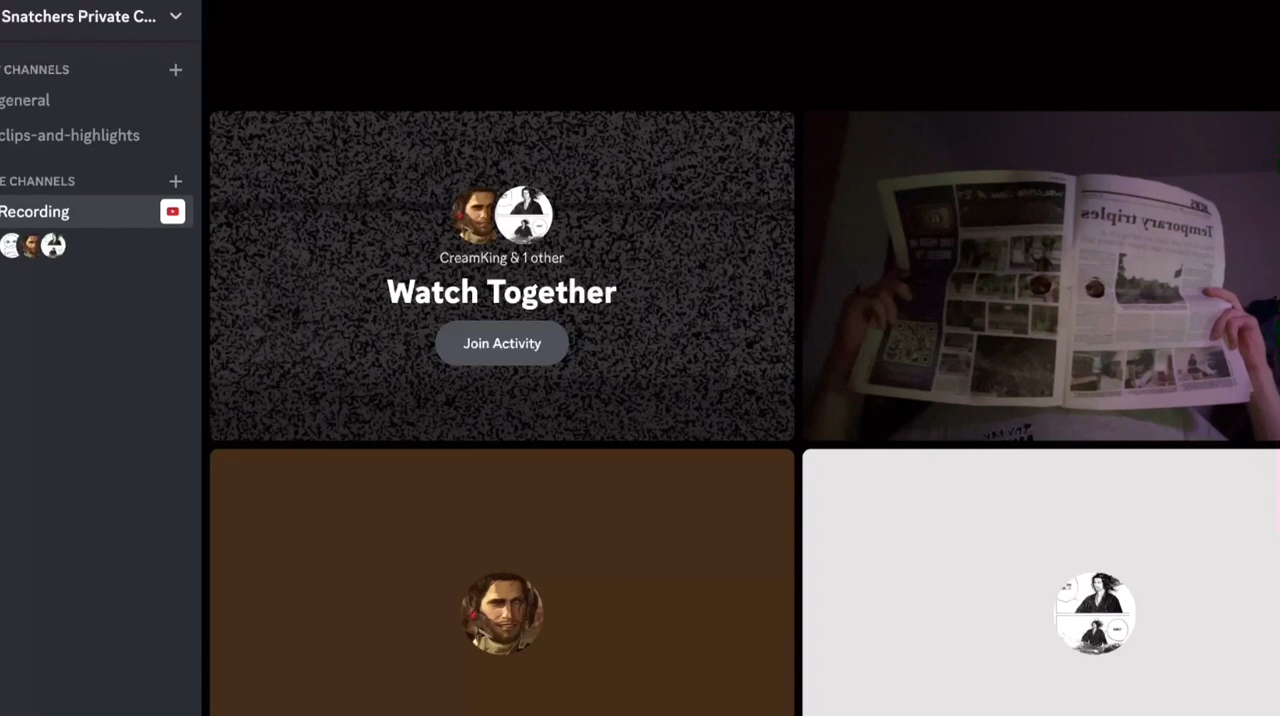 Snatchers Private C...
CHANNELS
general
clips-and-highlights
E CHANNELS
Recording
CreamKing & 1 other
Watch Together
Join Activity
Temporary triples